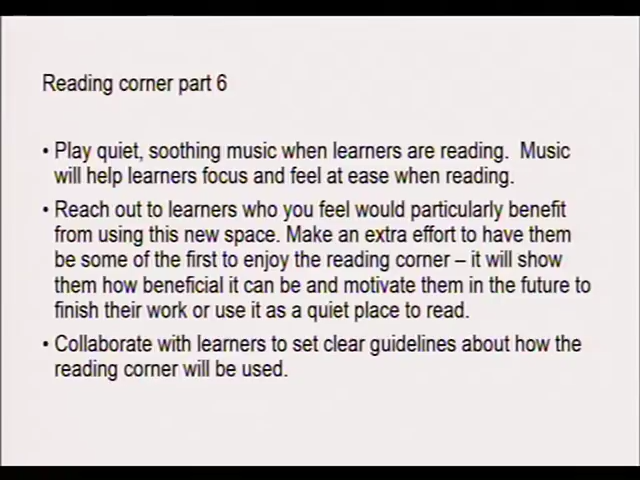 Reading corner part 6
• Play quiet, soothing music when learners are reading.  Music
will help learners focus and feel at ease when reading.
• Reach out to learners who you feel would particularly benefit
from using this new space. Make an extra effort to have them
be some of the first to enjoy the reading corner – it will show
them how beneficial it can be and motivate them in the future to
finish their work or use it as a quiet place to read.
• Collaborate with learners to set clear guidelines about how the
reading corner will be used.